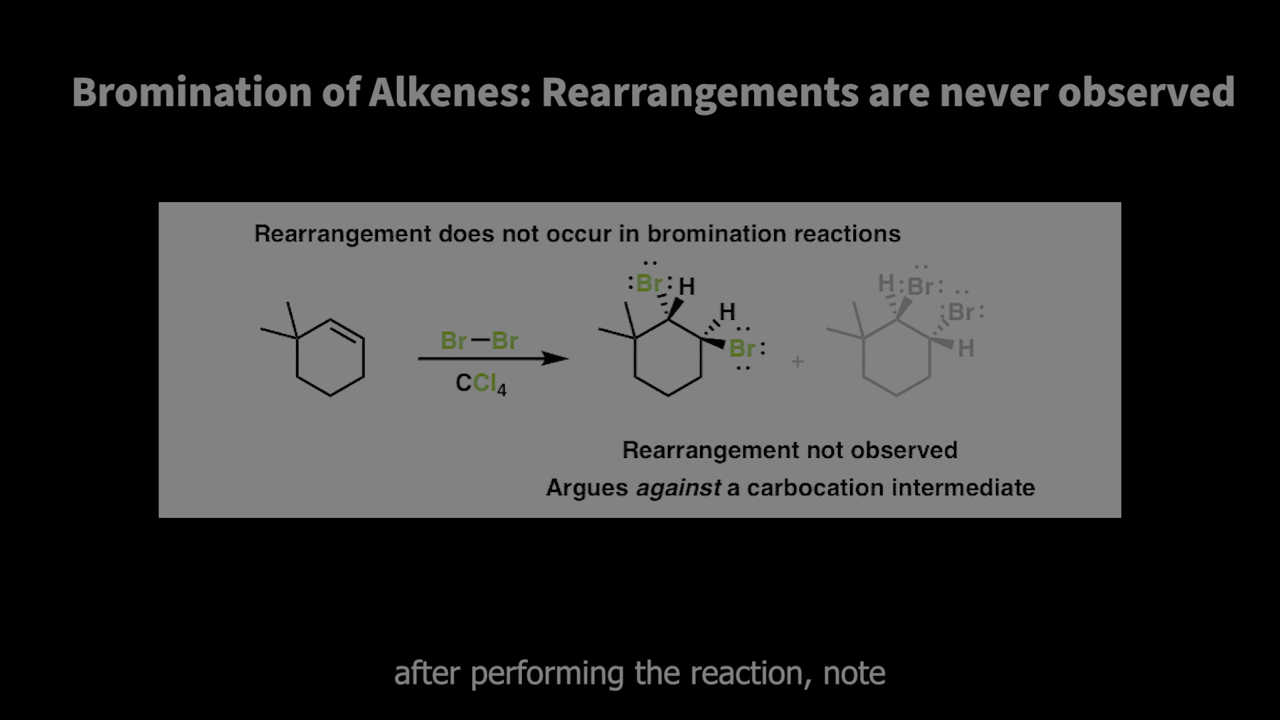 Bromination of Alkenes: Rearrangements are never observed
Rearrangement does not occur in bromination reactions
Br—Br
CCl₄
:Br: H
H
Br:
+
H :Br:
:Br:
H
Rearrangement not observed
Argues against a carbocation intermediate
after performing the reaction, note